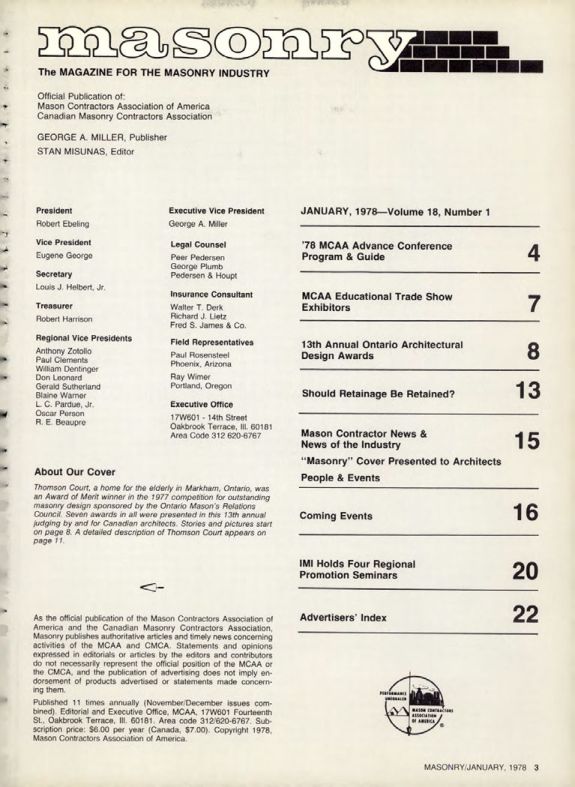 masonry
The MAGAZINE FOR THE MASONRY INDUSTRY
Official Publication of:
Mason Contractors Association of America
Canadian Masonry Contractors Association
GEORGE A. MILLER, Publisher
STAN MISUNAS, Editor
President
Robert Ebeling
Vice President
Eugene George
Secretary
Louis J. Helbert, Jr.
Treasurer
Robert Harrison
Regional Vice Presidents
Anthony Zotollo
Paul Clements
William Dentinger
Don Leonard
Gerald Sutherland
Blaine Warner
L. C. Pardue, Jr.
Oscar Person
R. E. Beaupre
Executive Vice President
George A. Miller
Legal Counsel
Peer Pedersen
George Plumb
Pedersen & Houpt
Insurance Consultant
Walter T. Derk
Richard J. Lietz
Fred S. James & Co.
Field Representatives
Paul Rosensteel
Phoenix, Arizona
Ray Wimer
Portland, Oregon
Executive Office
17W601 - 14th Street
Oakbrook Terrace, Ill. 60181
Area Code 312 620-6767
About Our Cover
Thomson Court, a home for the elderly in Markham, Ontario, was
an Award of Merit winner in the 1977 competition for outstanding
masonry design sponsored by the Ontario Mason's Relations
Council. Seven awards in all were presented in this 13th annual
judging by and for Canadian architects. Stories and pictures start
on page 8. A detailed description of Thomson Court appears on
page 11.
As the official publication of the Mason Contractors Association of
America and the Canadian Masonry Contractors Association,
Masonry publishes authoritative articles and timely news concerning
activities of the MCAA and CMCA. Statements and opinions
expressed in editorials or articles by the editors and contributors
do not necessarily represent the official position of the MCAA or
the CMCA, and the publication of advertising does not imply en-
dorsement of products advertised or statements made concern-
ing them.
Published 11 times annually (November/December issues com-
bined). Editorial and Executive Office, MCAA, 17W601 Fourteenth
St., Oakbrook Terrace, Ill. 60181. Area code 312/620-6767. Sub-
scription price: $6.00 per year (Canada, $7.00). Copyright 1978,
Mason Contractors Association of America.
JANUARY, 1978—Volume 18, Number 1
'78 MCAA Advance Conference
Program & Guide 4
MCAA Educational Trade Show
Exhibitors 7
13th Annual Ontario Architectural
Design Awards 8
Should Retainage Be Retained? 13
Mason Contractor News &
News of the Industry 15
"Masonry" Cover Presented to Architects
People & Events
Coming Events 16
IMI Holds Four Regional
Promotion Seminars 20
Advertisers' Index 22
PERFORMANCE
UNEQUALED
MASON CONTRACTORS
ASSOCIATION
OF AMERICA
MASONRY/JANUARY, 1978 3